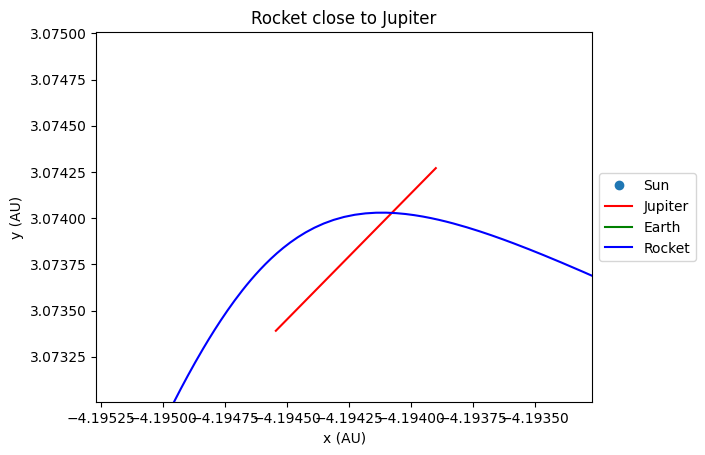 Rocket close to Jupiter
3.07500
3.07475
3.07450
3.07425
3.07400
3.07375
3.07350
3.07325
y (AU)
−4.19525
−4.19500
−4.19475
−4.19450
−4.19425
−4.19400
−4.19375
−4.19350
x (AU)
Sun
Jupiter
Earth
Rocket